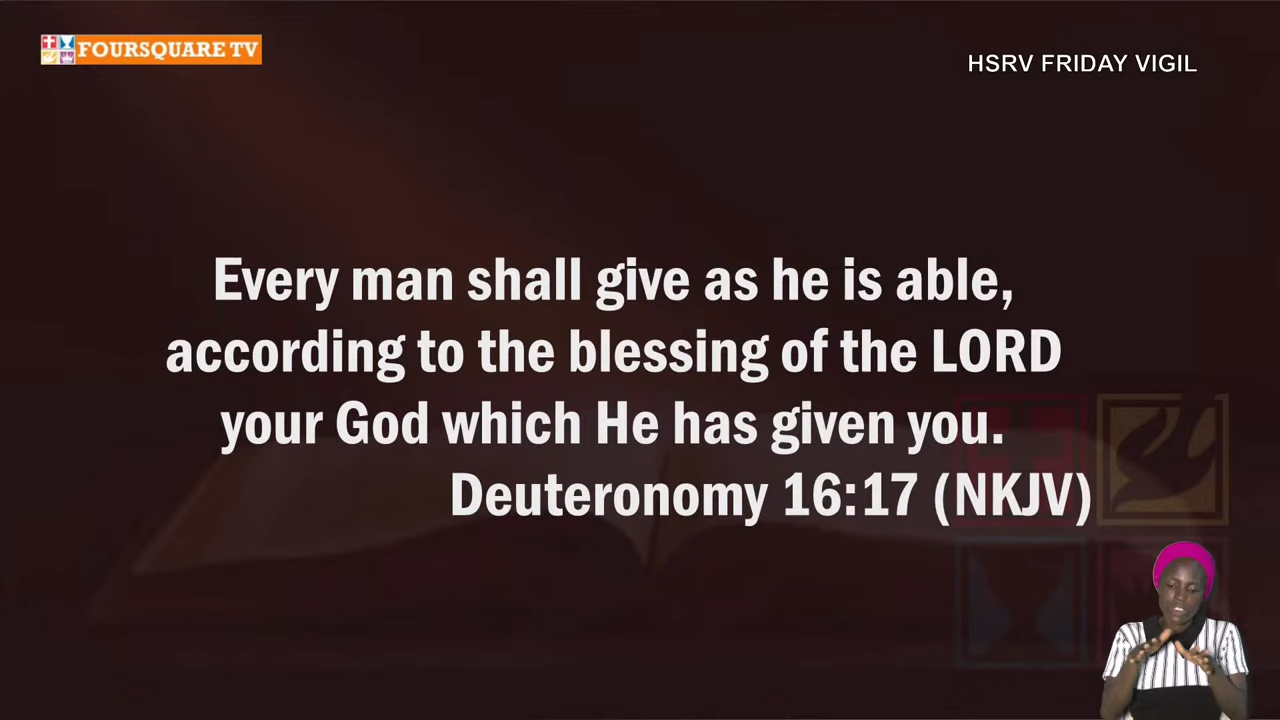 FOURSQUARE TV
HSRV FRIDAY VIGIL
Every man shall give as he is able,
according to the blessing of the LORD
your God which He has given you.
Deuteronomy 16:17 (NKJV)